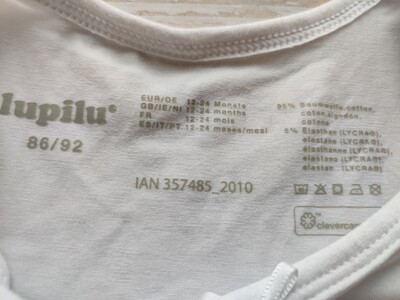 lupilu®
86/92
EUR/DE 12-24 Monate
GB/IE/NI 12-24 months
FR 12-24 mois
ES/IT/PT 12-24 meses/mesi
95% Baumwolle, cotton,
coton, algodón,
cotone
5% Elasthan (LYCRA®),
elastane (LYCRA®),
élasthanne (LYCRA®),
elastano (LYCRA®),
elastan (LYCRA®)
IAN 357485_2010
clevercare